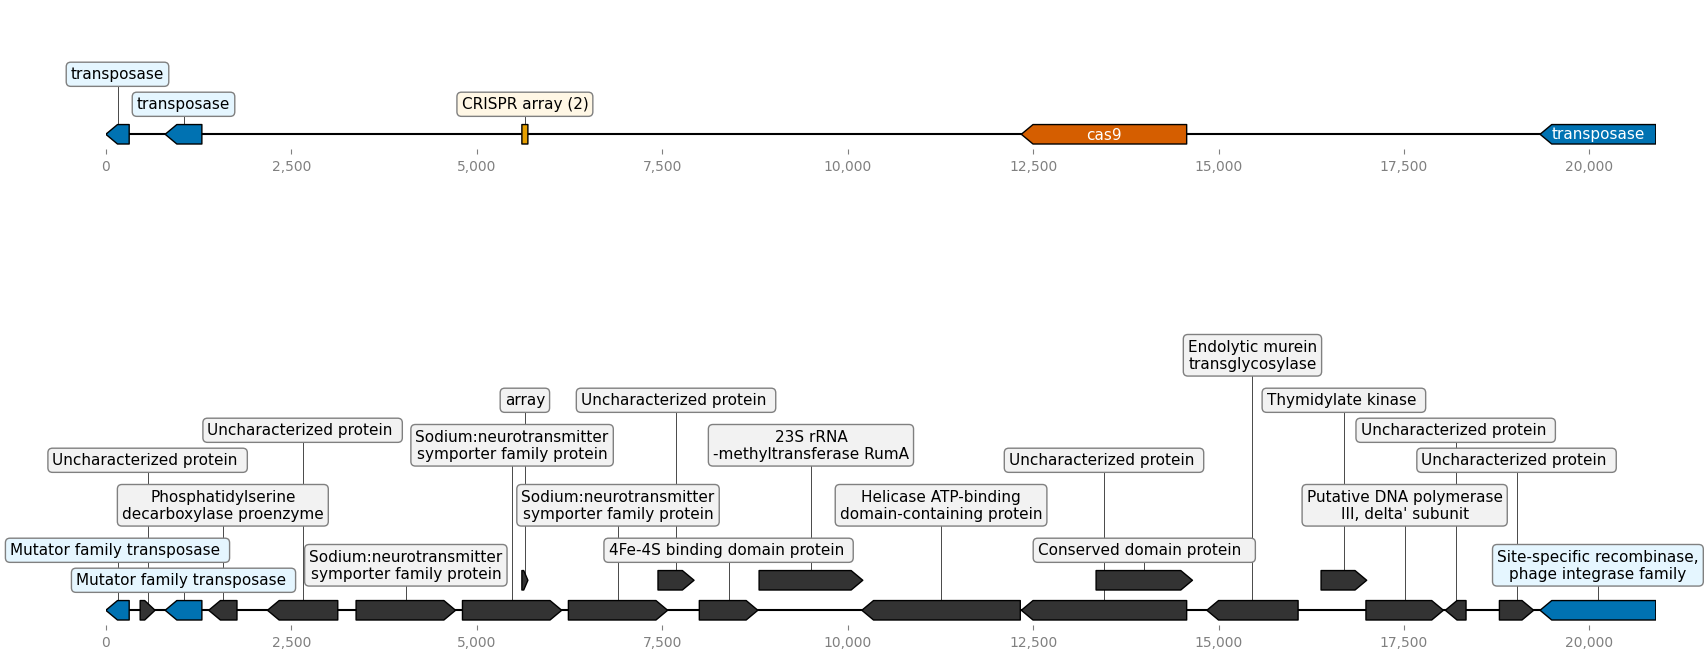 transposase
transposase
CRISPR array (2)
cas9
transposase
0
2,500
5,000
7,500
10,000
12,500
15,000
17,500
20,000
Endolytic murein
transglycosylase
array
Uncharacterized protein
Thymidylate kinase
Uncharacterized protein
Sodium:neurotransmitter
symporter family protein
23S rRNA
-methyltransferase RumA
Uncharacterized protein
Uncharacterized protein
Uncharacterized protein
Uncharacterized protein
Phosphatidylserine
decarboxylase proenzyme
Sodium:neurotransmitter
symporter family protein
Helicase ATP-binding
domain-containing protein
Putative DNA polymerase
III, delta' subunit
Mutator family transposase
Sodium:neurotransmitter
symporter family protein
4Fe-4S binding domain protein
Conserved domain protein
Site-specific recombinase,
phage integrase family
Mutator family transposase
0
2,500
5,000
7,500
10,000
12,500
15,000
17,500
20,000